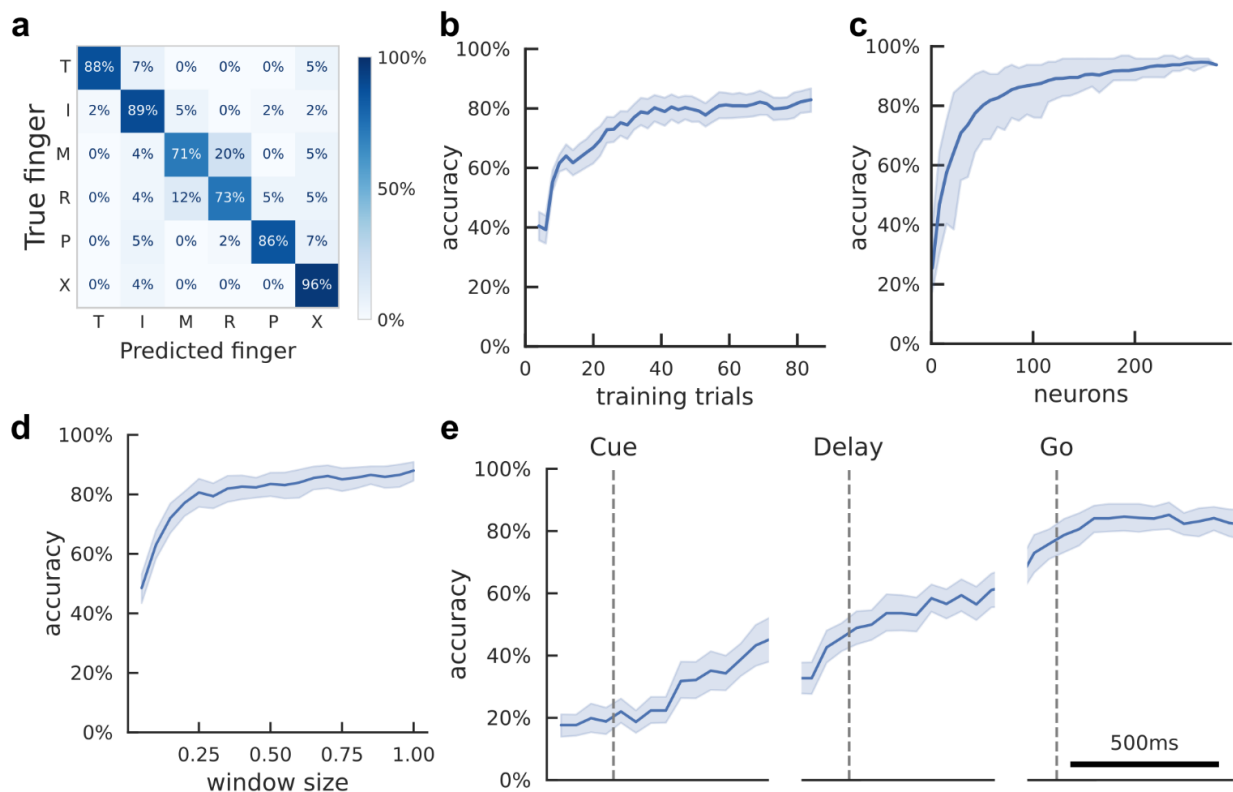 a
True finger
T 88% 7% 0% 0% 0% 5%
I 2% 89% 5% 0% 2% 2%
M 0% 4% 71% 20% 0% 5%
R 0% 4% 12% 73% 5% 5%
P 0% 5% 0% 2% 86% 7%
X 0% 4% 0% 0% 0% 96%
T I M R P X
Predicted finger
100%
50%
0%
b
accuracy
100%
80%
60%
40%
20%
0%
0 20 40 60 80
training trials
c
accuracy
100%
80%
60%
40%
20%
0%
0 100 200
neurons
d
accuracy
100%
80%
60%
40%
20%
0%
0.25 0.50 0.75 1.00
window size
e
Cue Delay Go
accuracy
100%
80%
60%
40%
20%
0%
500ms